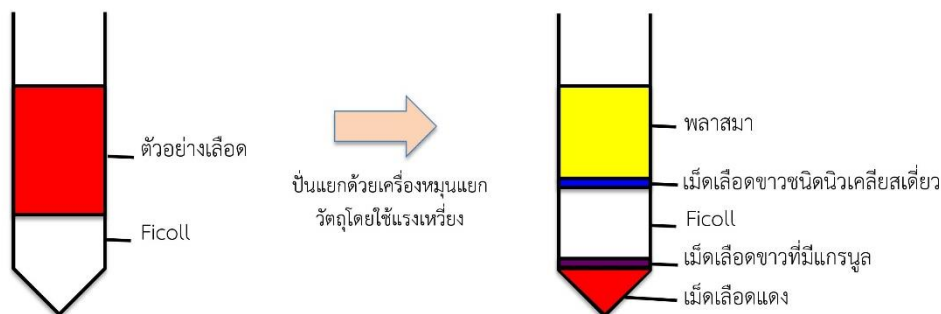 ตัวอย่างเลือด
Ficoll
ปั่นแยกด้วยเครื่องหมุนแยก
วัตถุโดยใช้แรงเหวี่ยง
พลาสมา
เม็ดเลือดขาวชนิดนิวเคลียสเดี่ยว
Ficoll
เม็ดเลือดขาวที่มีแกรนูล
เม็ดเลือดแดง